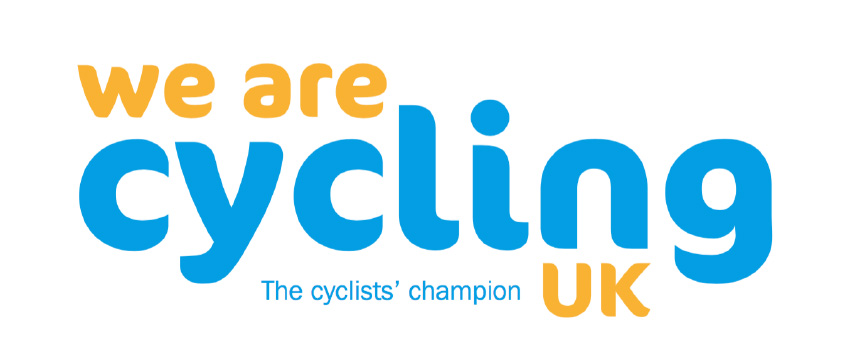 we are
cycling
The cyclists’ champion UK